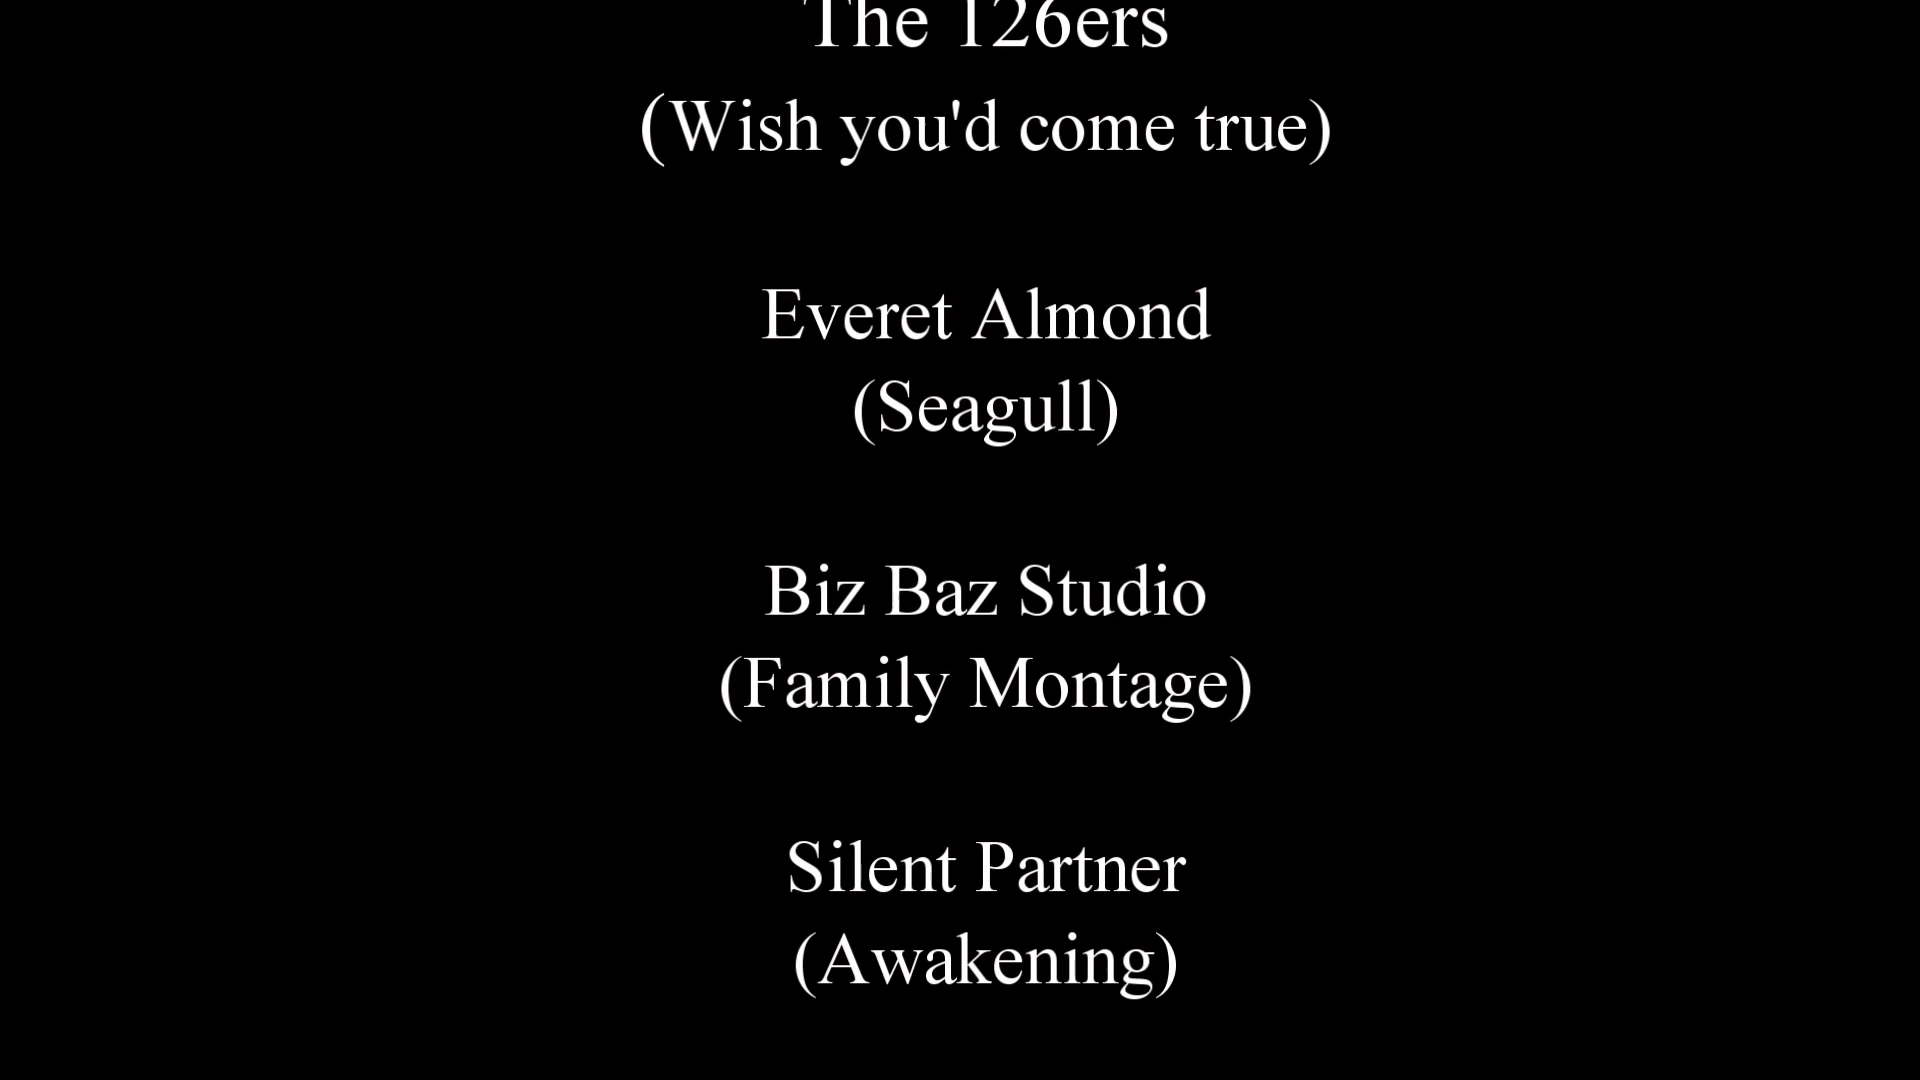 The 126ers
(Wish you'd come true)
Everet Almond
(Seagull)
Biz Baz Studio
(Family Montage)
Silent Partner
(Awakening)